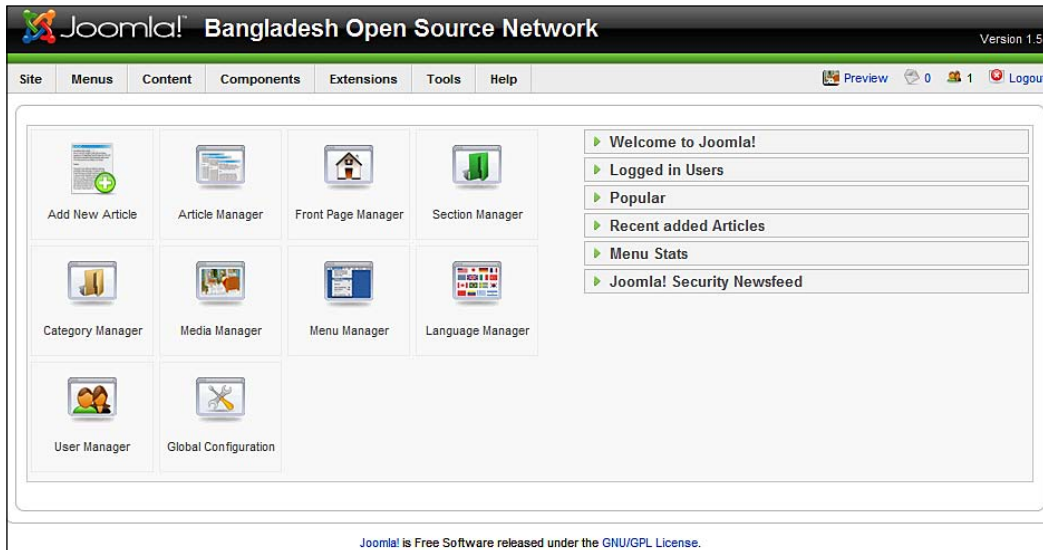 Joomla!™ Bangladesh Open Source Network
Version 1.5
Site Menus Content Components Extensions Tools Help Preview 0 1 Logou
Add New Article
Article Manager
Front Page Manager
Section Manager
Category Manager
Media Manager
Menu Manager
Language Manager
User Manager
Global Configuration
Welcome to Joomla!
Logged in Users
Popular
Recent added Articles
Menu Stats
Joomla! Security Newsfeed
Joomla! is Free Software released under the GNU/GPL License.